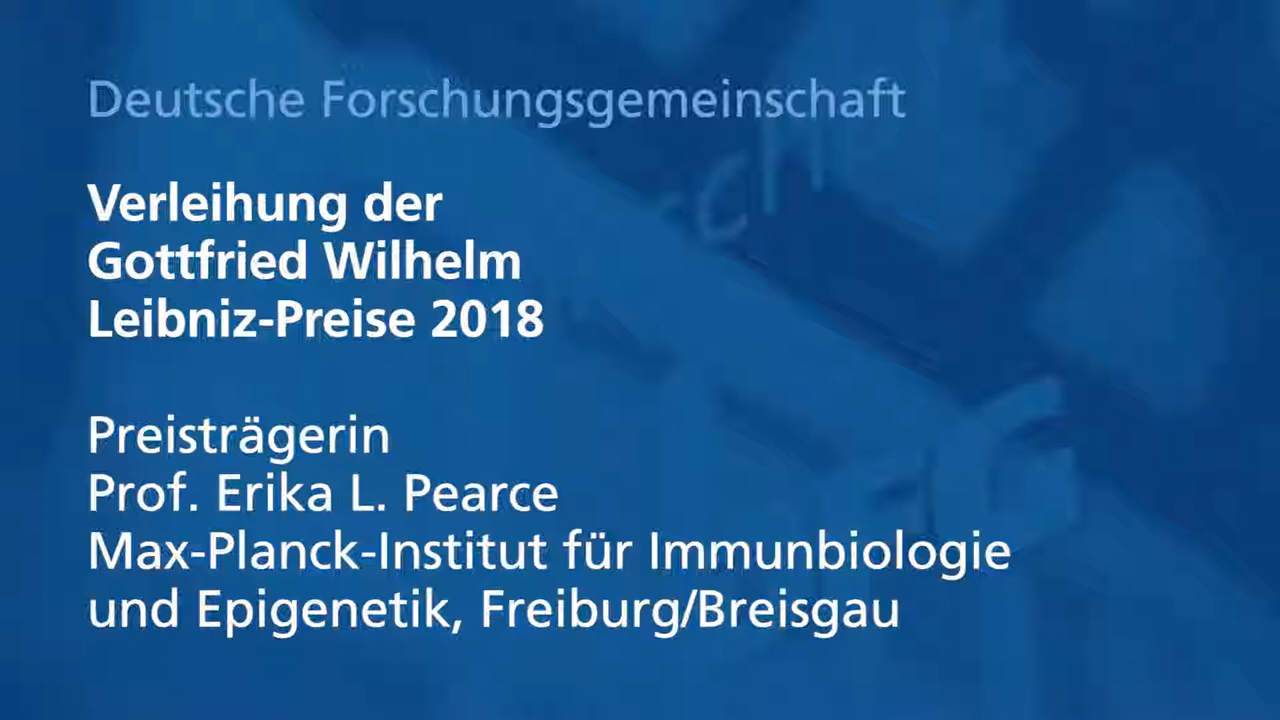 Deutsche Forschungsgemeinschaft
Verleihung der
Gottfried Wilhelm
Leibniz-Preise 2018
Preisträgerin
Prof. Erika L. Pearce
Max-Planck-Institut für Immunbiologie
und Epigenetik, Freiburg/Breisgau